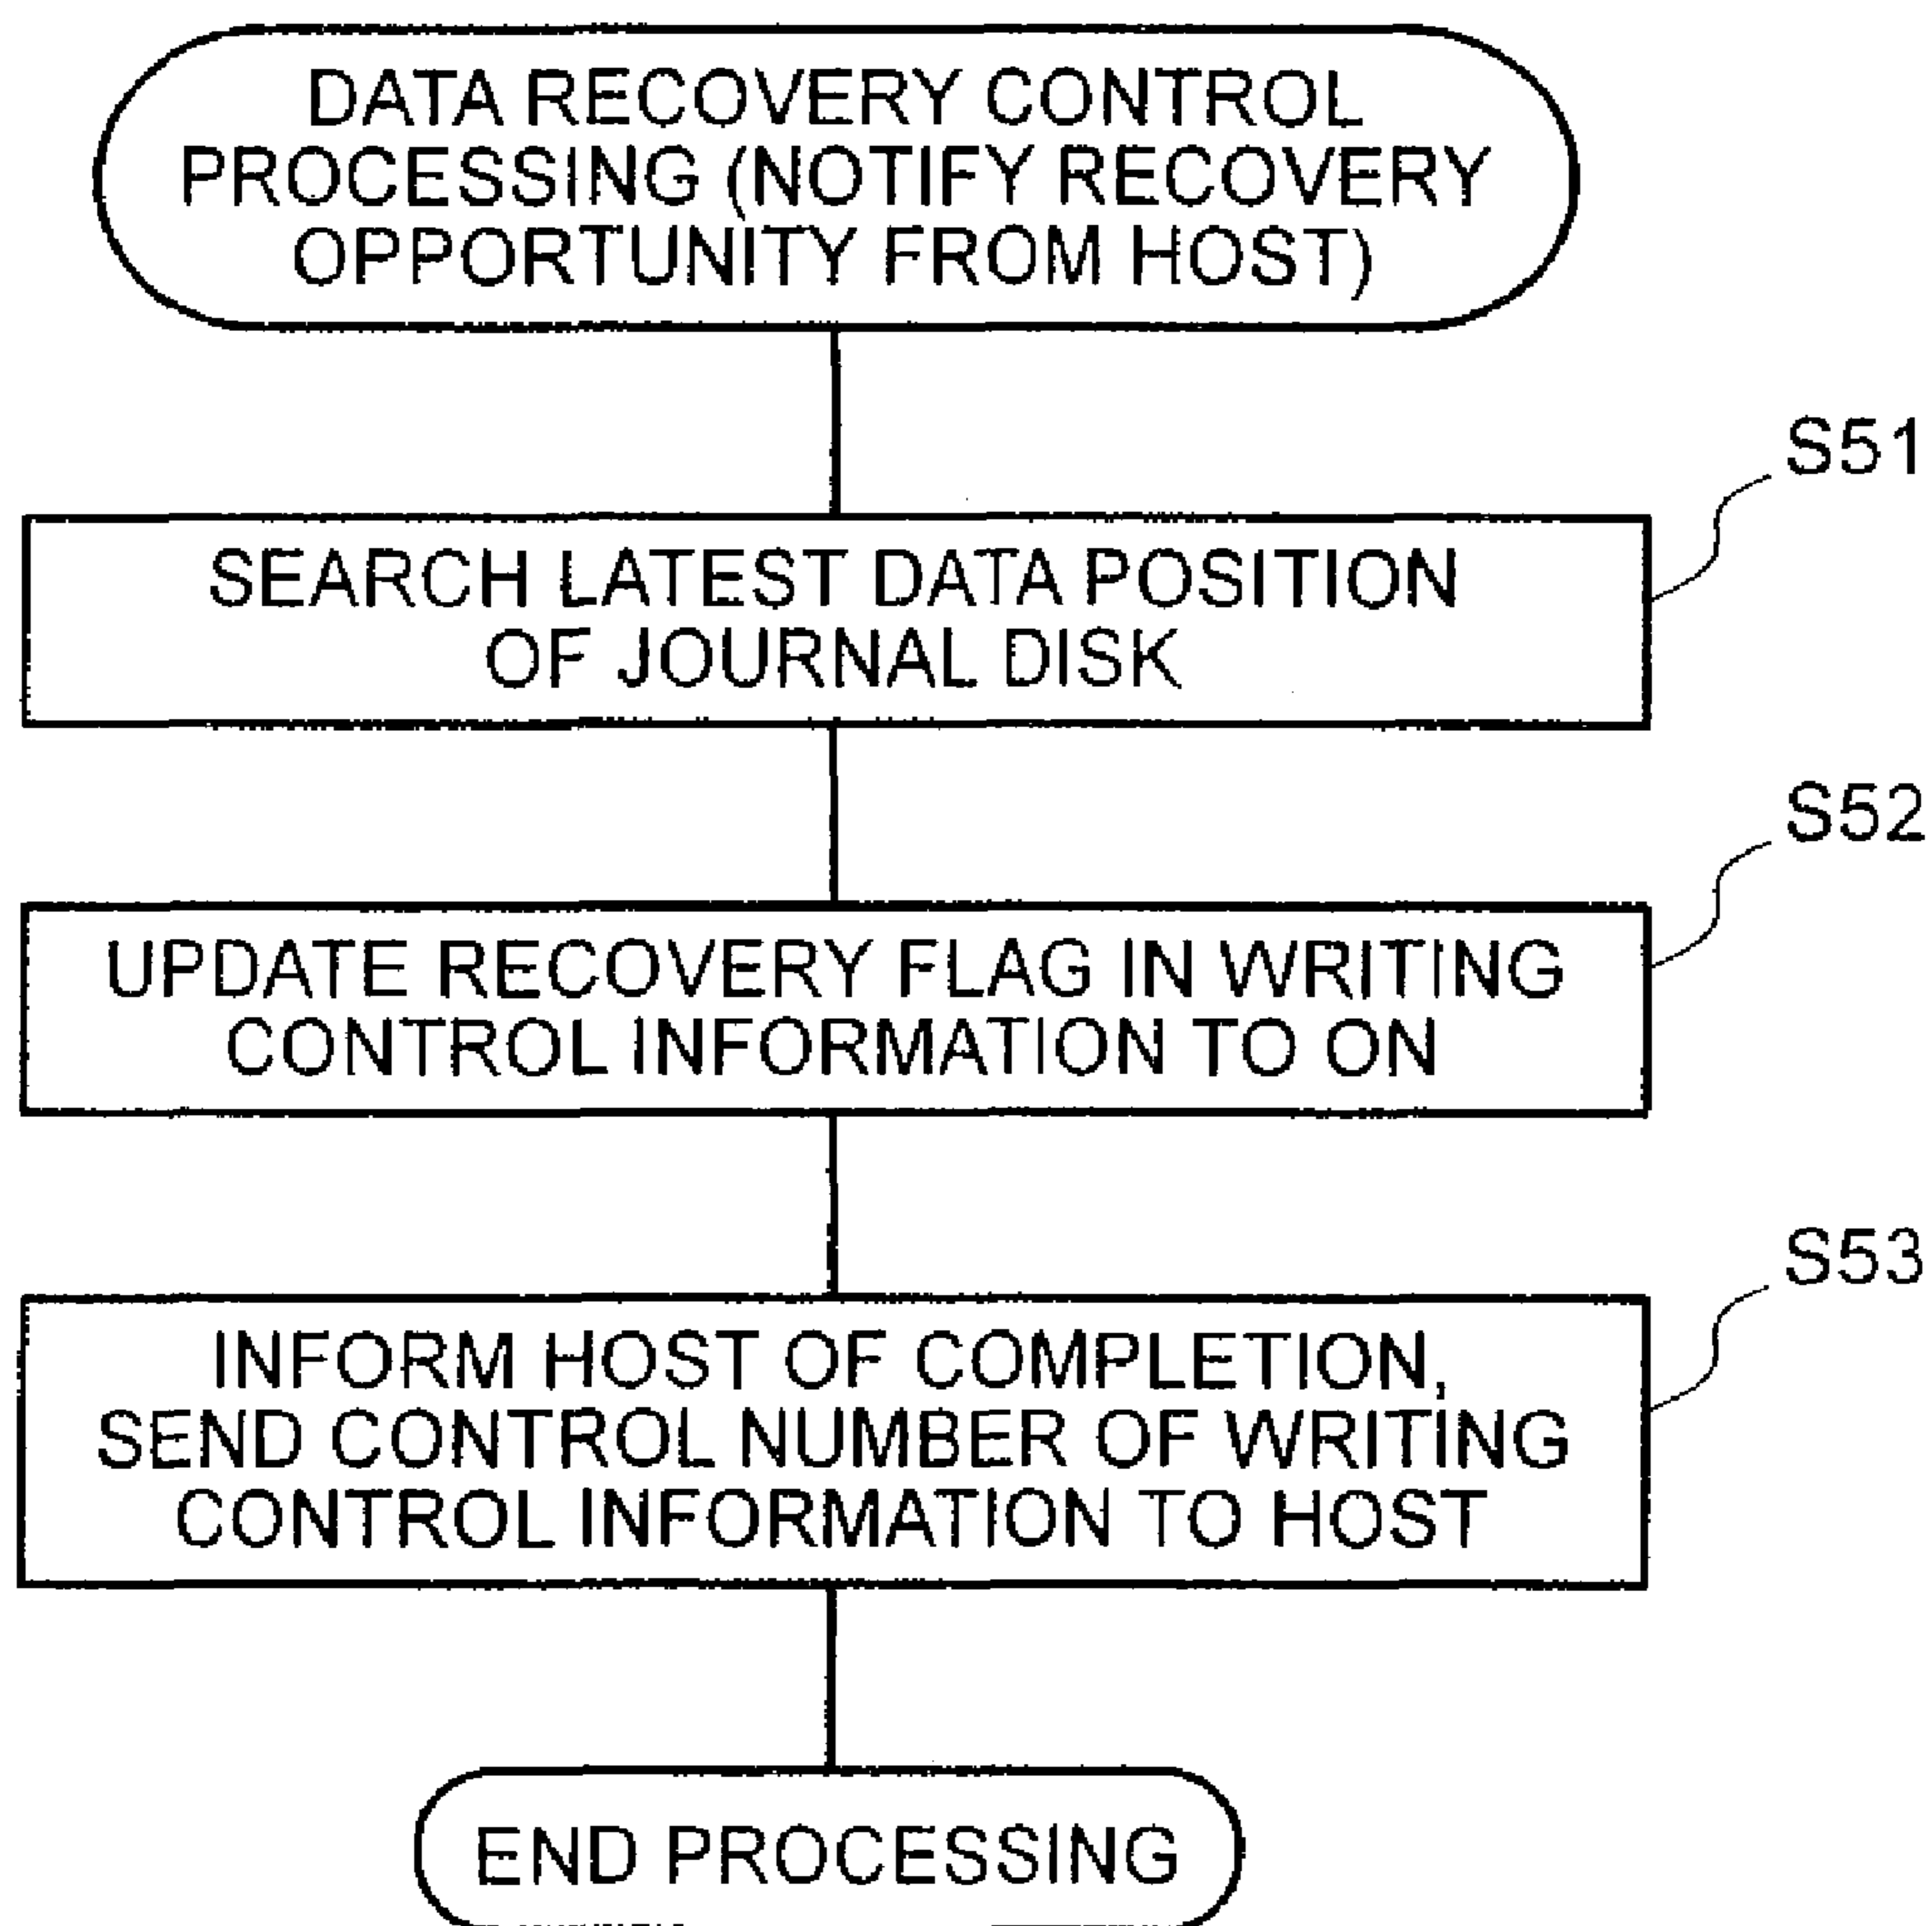 DATA RECOVERY CONTROL
PROCESSING (NOTIFY RECOVERY
OPPORTUNITY FROM HOST)
S51
SEARCH LATEST DATA POSITION
OF JOURNAL DISK
S52
UPDATE RECOVERY FLAG IN WRITING
CONTROL INFORMATION TO ON
S53
INFORM HOST OF COMPLETION,
SEND CONTROL NUMBER OF WRITING
CONTROL INFORMATION TO HOST
END PROCESSING